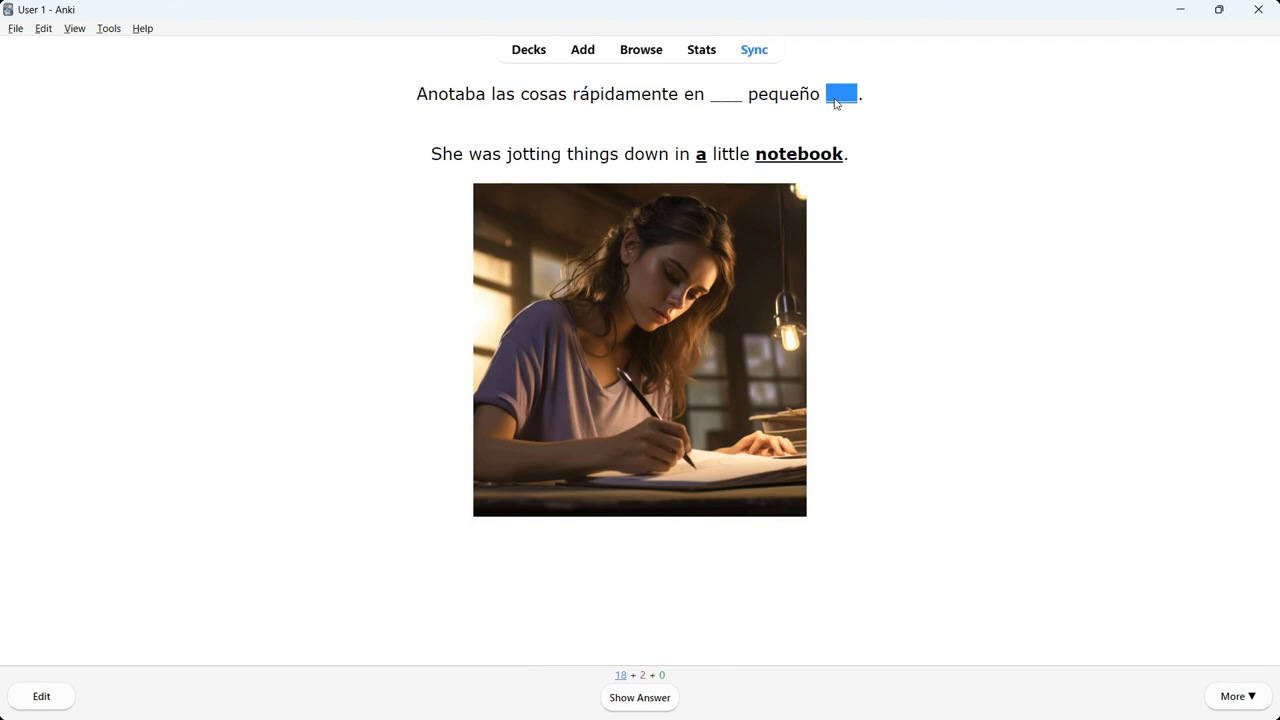 User 1 - Anki
File Edit View Tools Help
Decks Add Browse Stats Sync
Anotaba las cosas rápidamente en ___ pequeño ___.
She was jotting things down in a little notebook.
18 + 2 + 0
Edit Show Answer More ▼